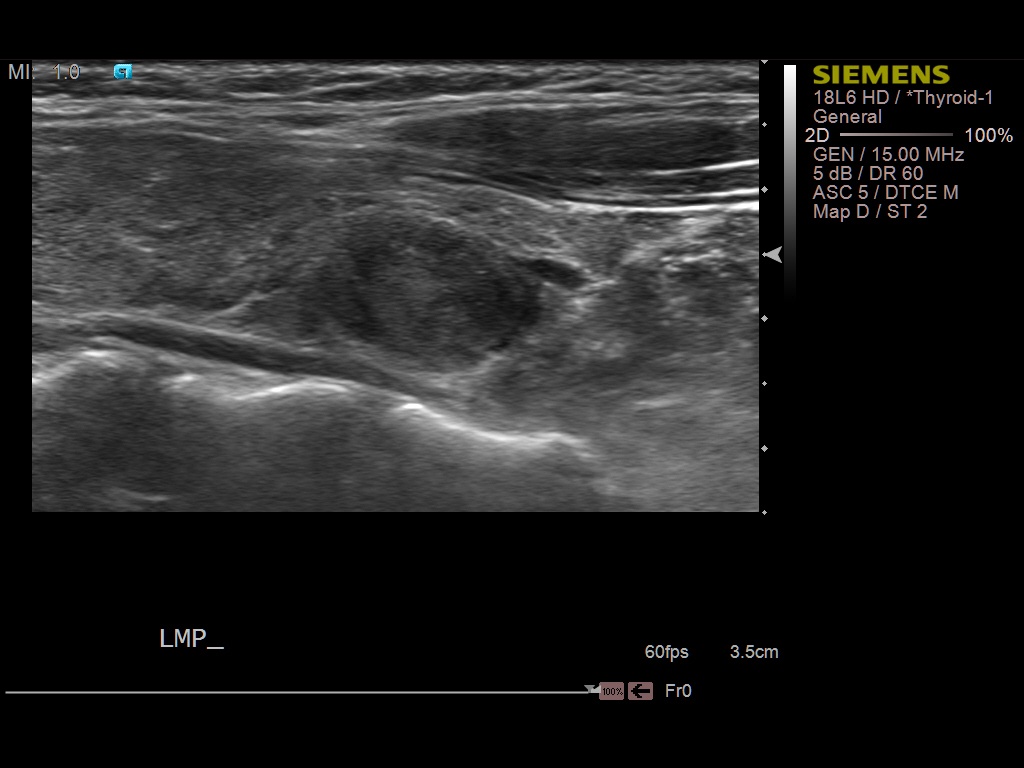 MI: 1.0
SIEMENS
18L6 HD / *Thyroid-1
General
2D 100%
GEN / 15.00 MHz
5 dB / DR 60
ASC 5 / DTCE M
Map D / ST 2
LMP_
60fps 3.5cm
100% Fr0